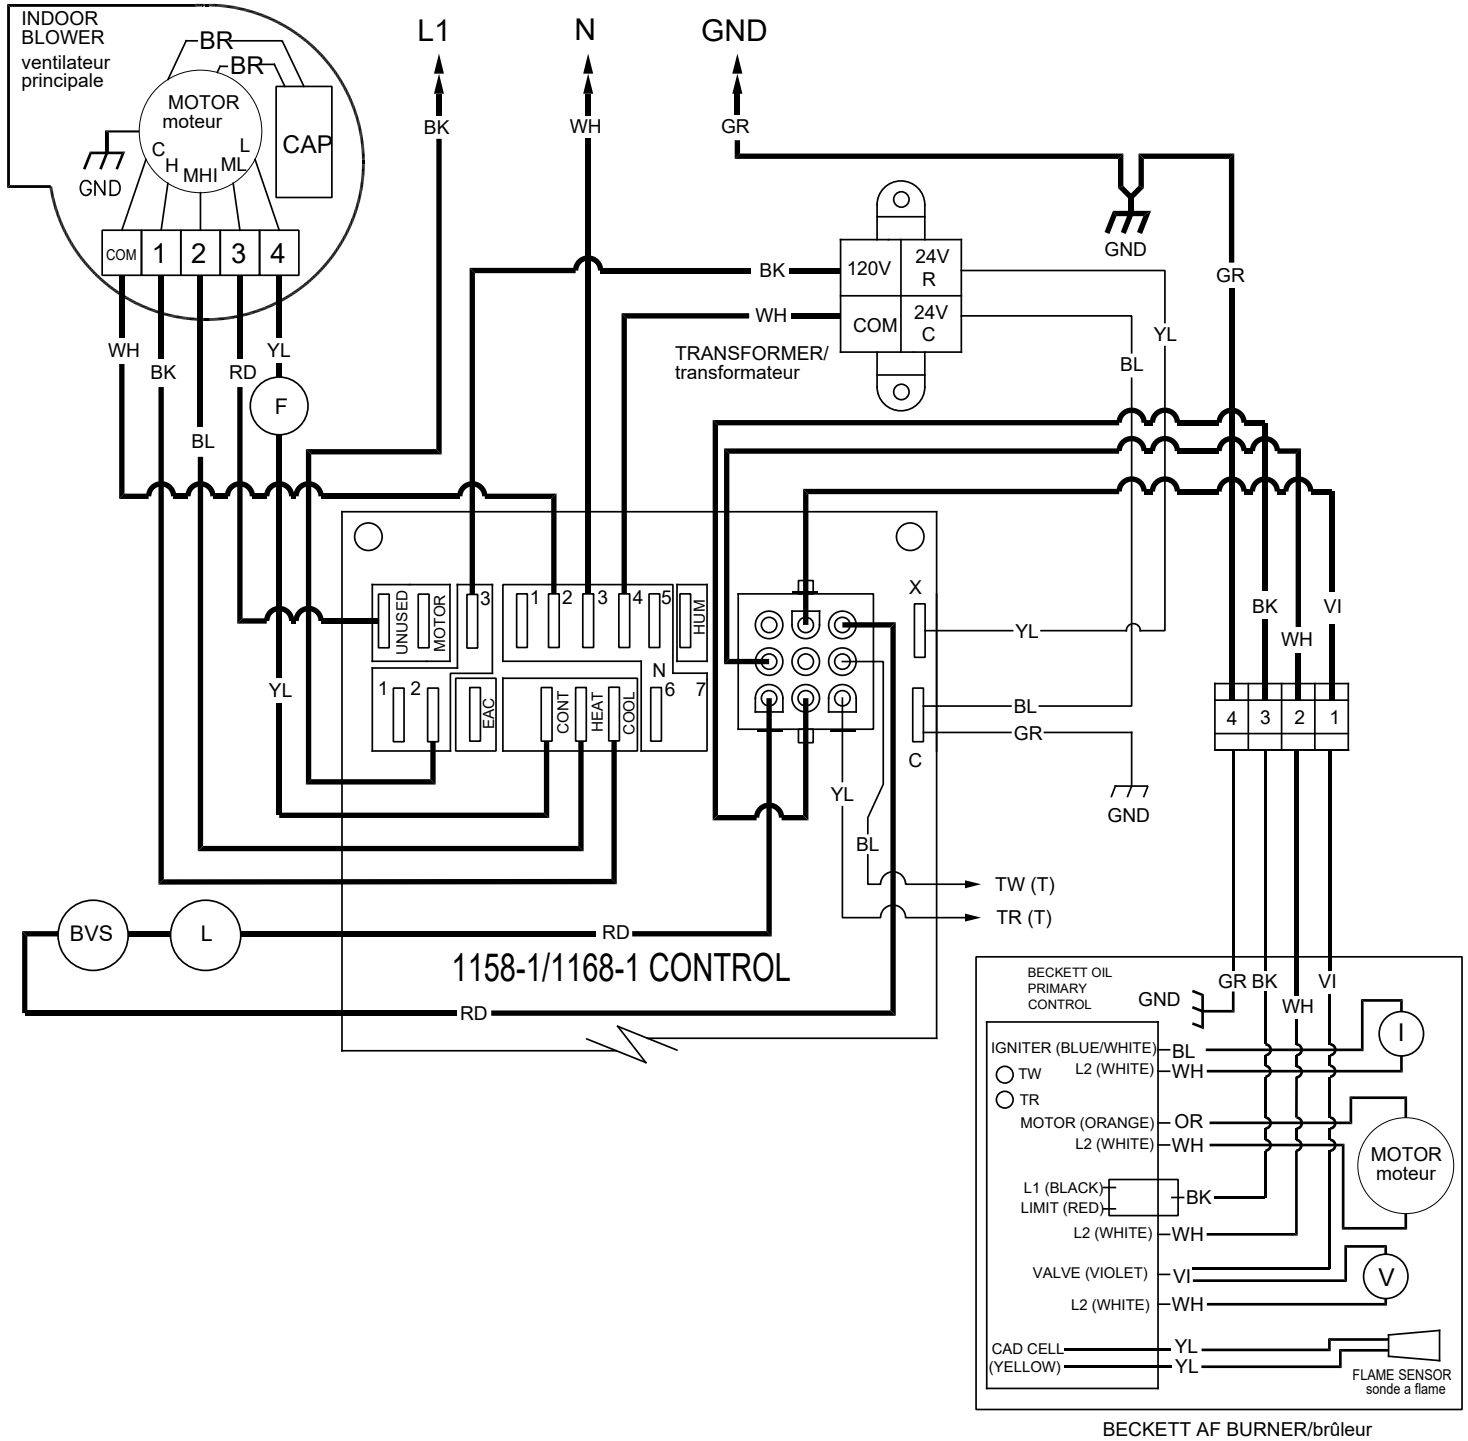 INDOOR
BLOWER
ventilateur
principale
BR
BR
MOTOR
moteur
CAP
GND
C
H
MHI
ML
L
COM
1
2
3
4
L1
N
GND
BK
WH
GR
GND
GR
120V
24V
R
COM
24V
C
BK
WH
TRANSFORMER/
transformateur
YL
BL
WH
BK
BL
RD
YL
F
YL
UNUSED
MOTOR
3
1
2
3
4
5
HUM
1
2
EAC
CONT
HEAT
COOL
N
6
7
X
YL
BL
GR
C
GND
BK
VI
WH
4
3
2
1
YL
BL
TW (T)
TR (T)
BVS
L
RD
RD
1158-1/1168-1 CONTROL
BECKETT OIL
PRIMARY
CONTROL
GND
GR
BK
WH
VI
IGNITER (BLUE/WHITE)
BL
L2 (WHITE)
WH
I
TW
TR
MOTOR (ORANGE)
OR
L2 (WHITE)
WH
MOTOR
moteur
L1 (BLACK)
LIMIT (RED)
BK
L2 (WHITE)
WH
VALVE (VIOLET)
VI
V
L2 (WHITE)
WH
CAD CELL
YL
(YELLOW)
YL
FLAME SENSOR
sonde a flame
BECKETT AF BURNER/brûleur